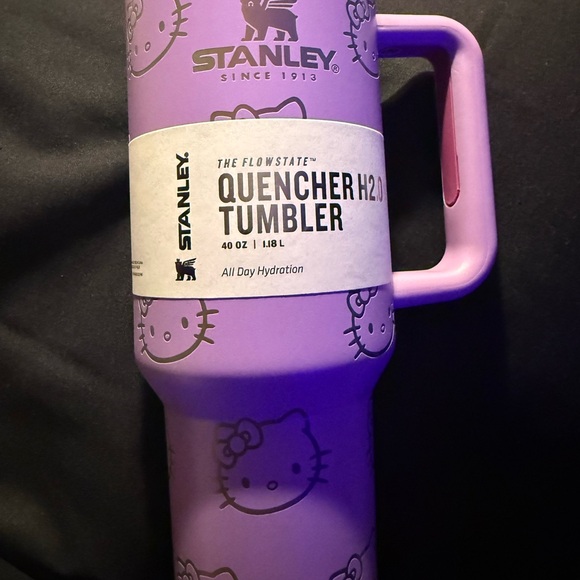 STANLEY®
SINCE 1913
STANLEY®
THE FLOWSTATE™
QUENCHER H2.0
TUMBLER
40 OZ | 1.18 L
All Day Hydration